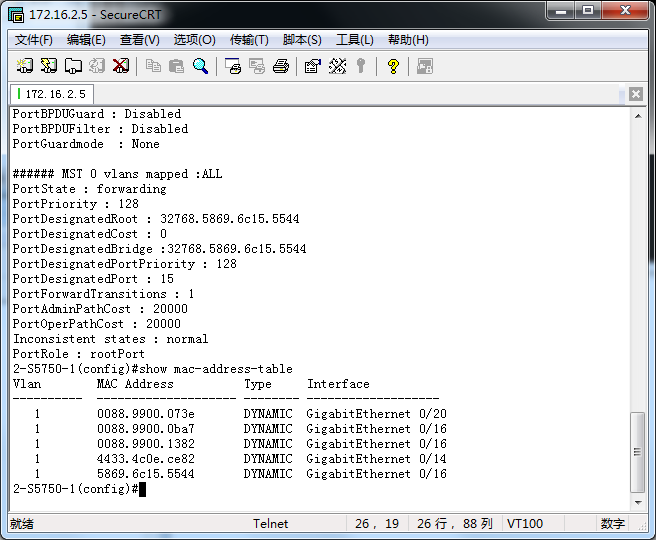 172.16.2.5 - SecureCRT
文件(F) 编辑(E) 查看(V) 选项(O) 传输(T) 脚本(S) 工具(L) 帮助(H)
172.16.2.5
PortBPDUGuard : Disabled
PortBPDUFilter : Disabled
PortGuardmode  : None
###### MST 0 vlans mapped :ALL
PortState : forwarding
PortPriority : 128
PortDesignatedRoot : 32768.5869.6c15.5544
PortDesignatedCost : 0
PortDesignatedBridge :32768.5869.6c15.5544
PortDesignatedPortPriority : 128
PortDesignatedPort : 15
PortForwardTransitions : 1
PortAdminPathCost : 20000
PortOperPathCost : 20000
Inconsistent states : normal
PortRole : rootPort
2-S5750-1(config)#show mac-address-table
Vlan        MAC Address          Type     Interface
----------  -------------------- -------- -------------------
   1        0088.9900.073e       DYNAMIC  GigabitEthernet 0/20
   1        0088.9900.0ba7       DYNAMIC  GigabitEthernet 0/16
   1        0088.9900.1382       DYNAMIC  GigabitEthernet 0/16
   1        4433.4c0e.ce82       DYNAMIC  GigabitEthernet 0/14
   1        5869.6c15.5544       DYNAMIC  GigabitEthernet 0/16
2-S5750-1(config)#
就绪 Telnet 26, 19 26 行, 88 列 VT100 数字